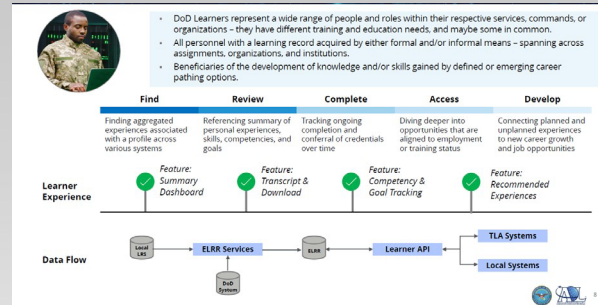 DoD Learners represent a wide range of people and roles within their respective services, commands, or
organizations – they have different training and education needs, and maybe some in common.
All personnel with a learning record acquired by either formal and/or informal means – spanning across
assignments, organizations, and institutions.
Beneficiaries of the development of knowledge and/or skills gained by defined or emerging career
pathing options.
Find
Review
Complete
Access
Develop
Finding aggregated
experiences associated
with a profile across
various systems
Referencing summary of
personal experiences,
skills, competencies, and
goals
Tracking ongoing
completion and
conferral of credentials
over time
Diving deeper into
opportunities that are
aligned to employment
or training status
Connecting planned and
unplanned experiences
to new career growth
and job opportunities
Learner
Experience
Feature:
Summary
Dashboard
Feature:
Transcript &
Download
Feature:
Competency &
Goal Tracking
Feature:
Recommended
Experiences
Data Flow
Local
LRS
ELRR Services
DoD
System
ELRR
Learner API
TLA Systems
Local Systems
ADL
8